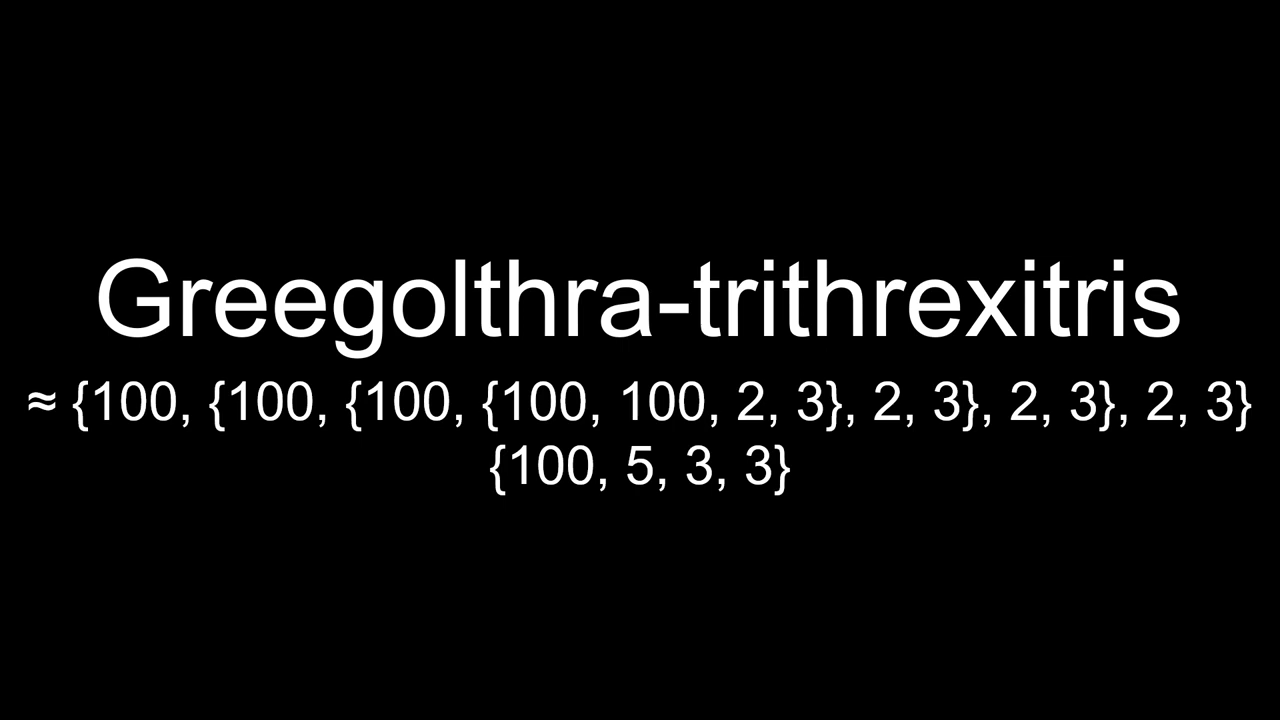 Greegolthra-trithrexitris
≈ {100, {100, {100, {100, 100, 2, 3}, 2, 3}, 2, 3}, 2, 3}
{100, 5, 3, 3}